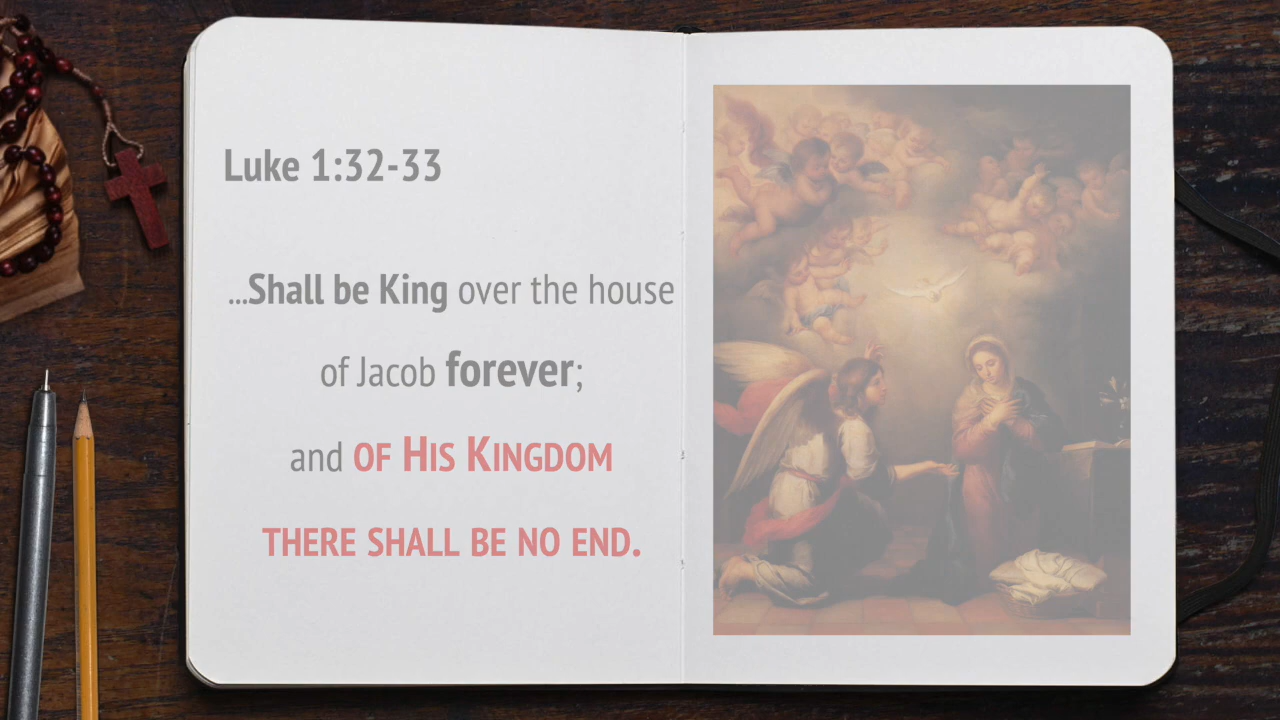 Luke 1:32-33
...Shall be King over the house
of Jacob forever;
and OF HIS KINGDOM
THERE SHALL BE NO END.